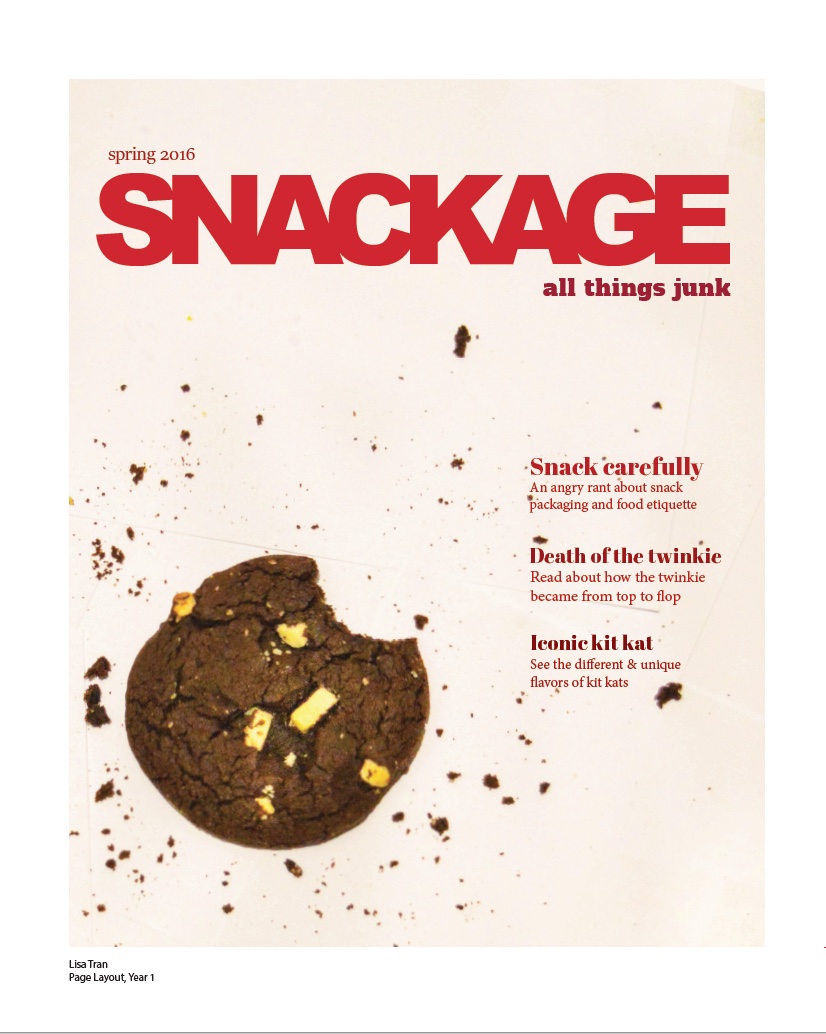 spring 2016
SNACKAGE
all things junk
Snack carefully
An angry rant about snack
packaging and food etiquette
Death of the twinkie
Read about how the twinkie
became from top to flop
Iconic kit kat
See the different & unique
flavors of kit kats
Lisa Tran
Page Layout, Year 1